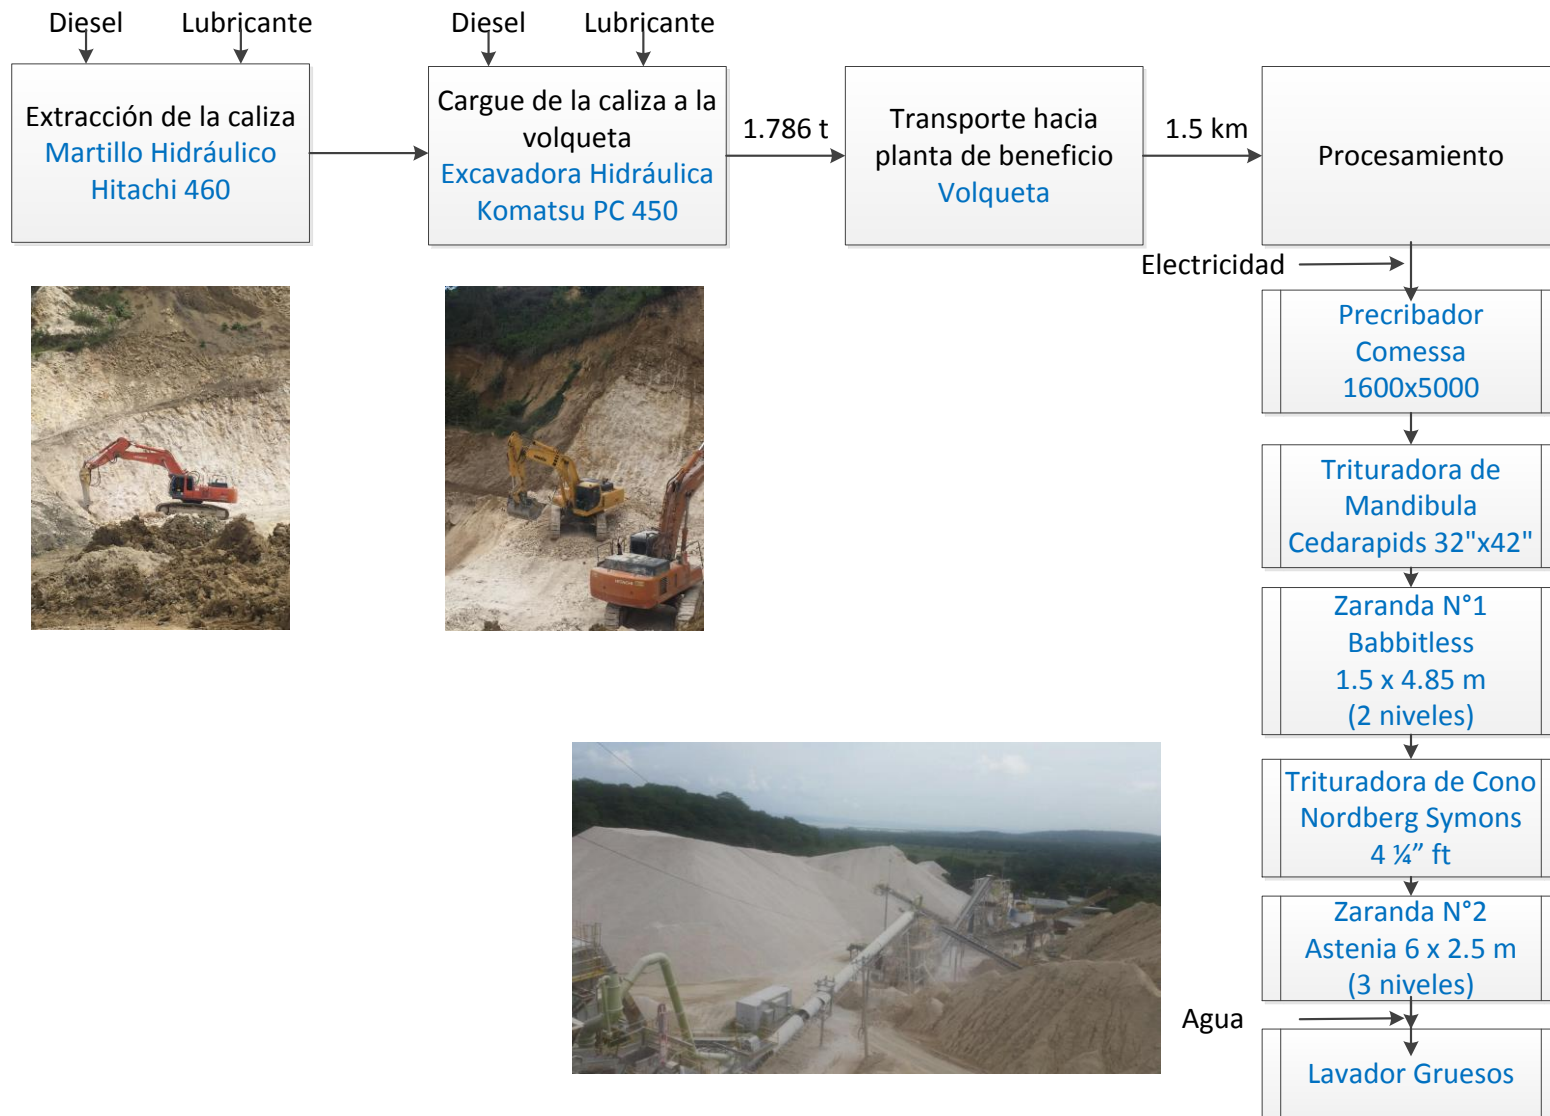 Diesel
Lubricante
Diesel
Lubricante
Extracción de la caliza
Martillo Hidráulico
Hitachi 460
Cargue de la caliza a la
volqueta
Excavadora Hidráulica
Komatsu PC 450
1.786 t
Transporte hacia
planta de beneficio
Volqueta
1.5 km
Procesamiento
Electricidad
Precribador
Comessa
1600x5000
Trituradora de
Mandibula
Cedarapids 32"x42"
Zaranda N°1
Babbitless
1.5 x 4.85 m
(2 niveles)
Trituradora de Cono
Nordberg Symons
4 ¼” ft
Zaranda N°2
Astenia 6 x 2.5 m
(3 niveles)
Agua
Lavador Gruesos